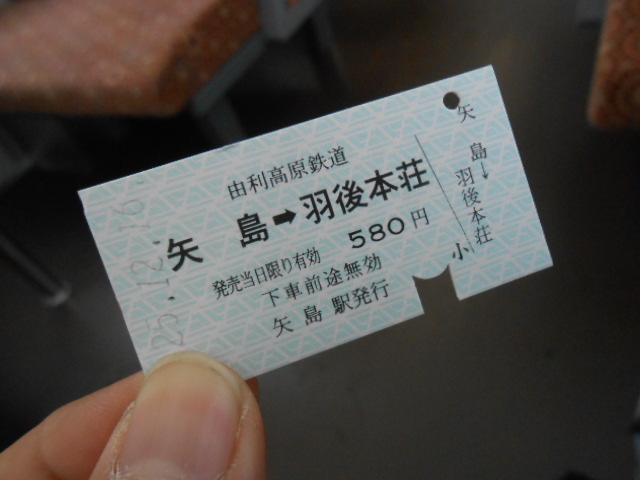 由利高原鉄道
矢 島➡羽後本荘
発売当日限り有効 580円
下車前途無効
矢 島 駅発行
25.12.16.
矢 島→羽後本荘
小